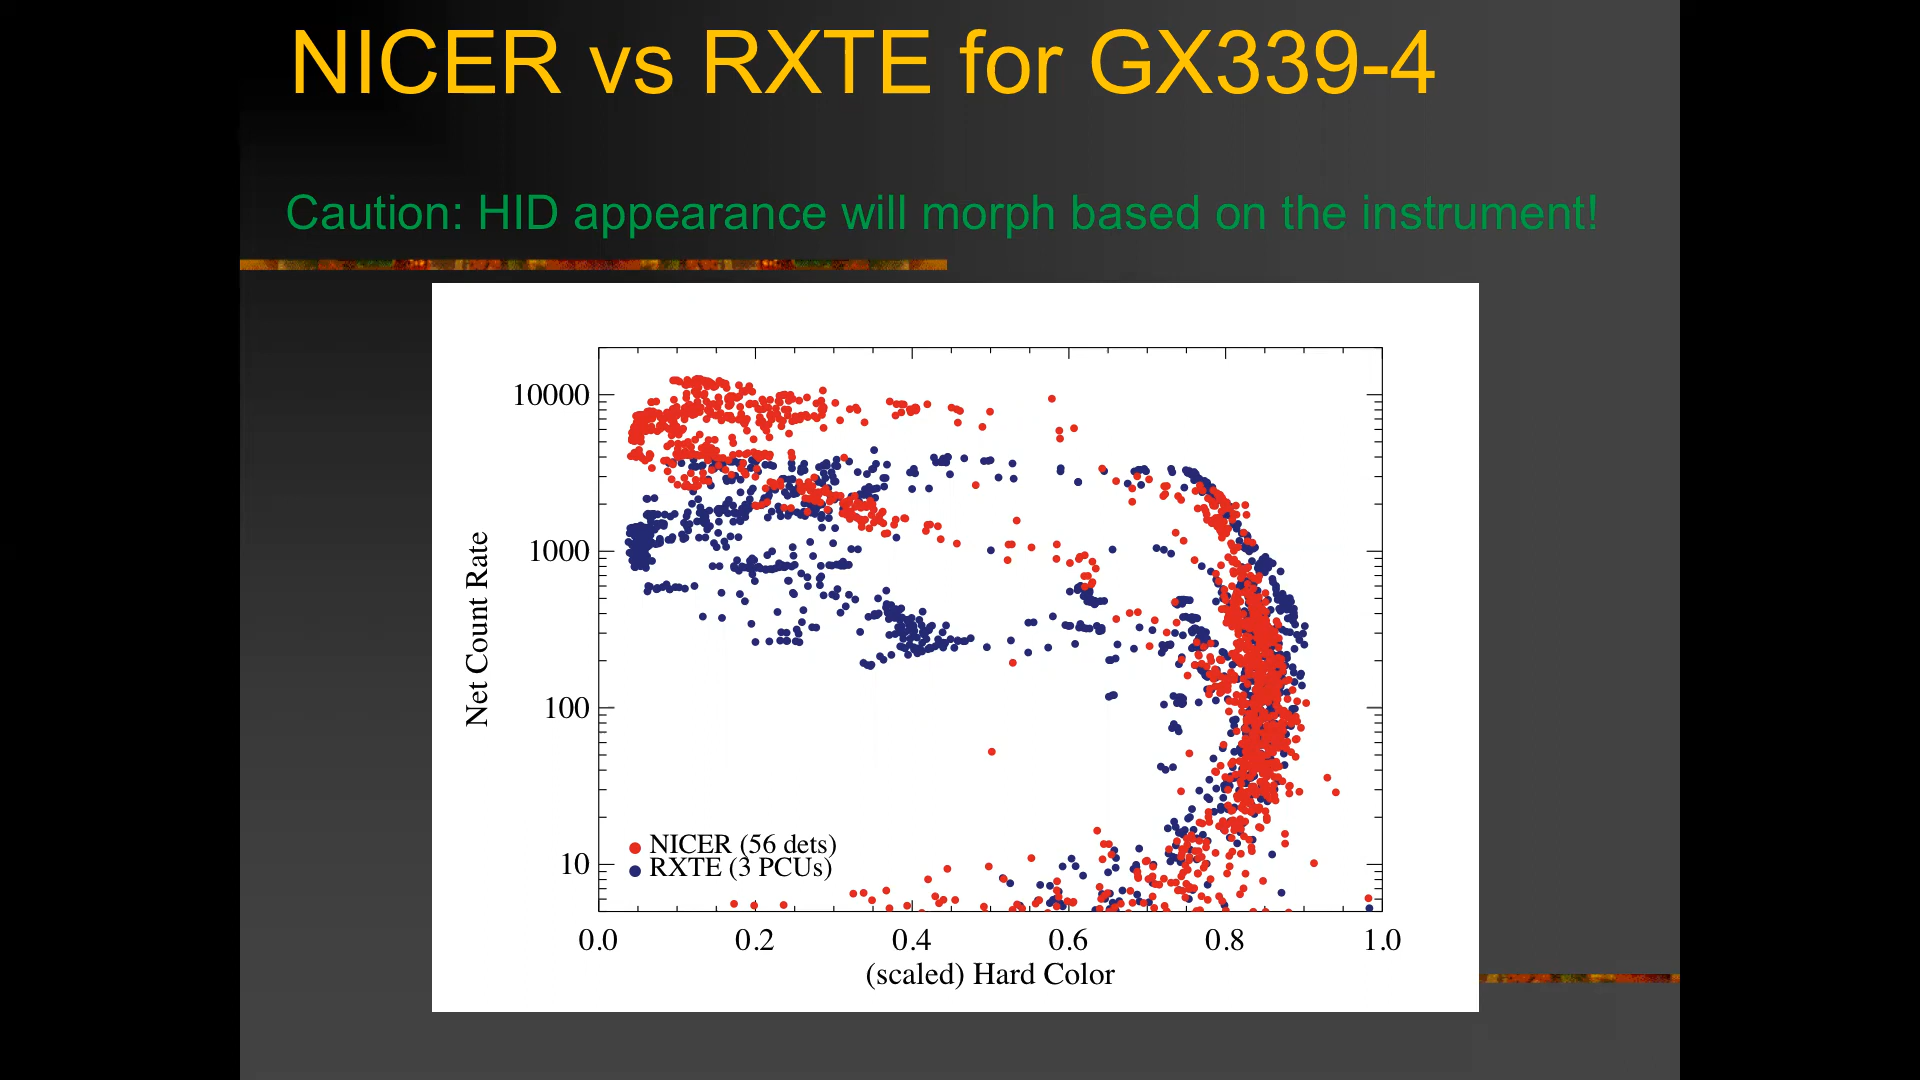 NICER vs RXTE for GX339-4
Caution: HID appearance will morph based on the instrument!
10000
1000
100
10
Net Count Rate
NICER (56 dets)
RXTE (3 PCUs)
0.0 0.2 0.4 0.6 0.8 1.0
(scaled) Hard Color